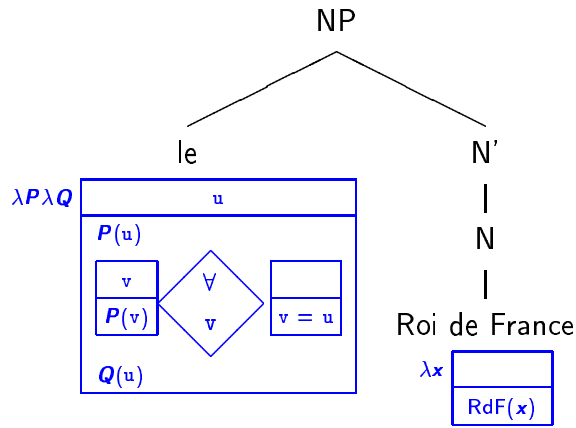 NP
le N'
λPλQ u
P(u)
N
v ∀
P(v) v v = u
Roi de France
Q(u)
λx
RdF(x)